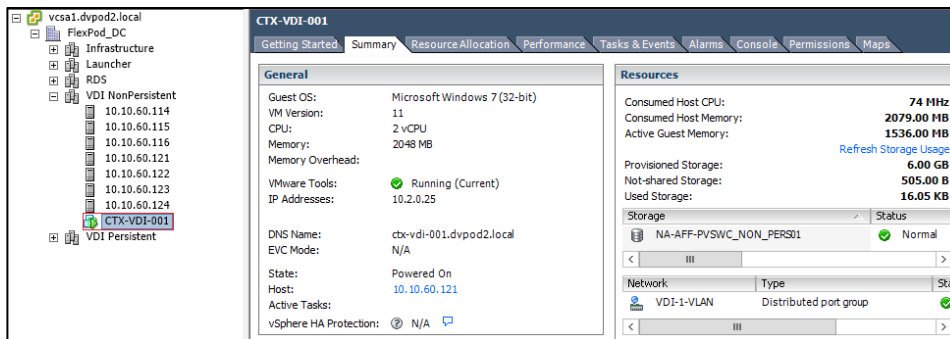 vcsa1.dvpod2.local
FlexPod_DC
Infrastructure
Launcher
RDS
VDI NonPersistent
10.10.60.114
10.10.60.115
10.10.60.116
10.10.60.121
10.10.60.122
10.10.60.123
10.10.60.124
CTX-VDI-001
VDI Persistent
CTX-VDI-001
Getting Started Summary Resource Allocation Performance Tasks & Events Alarms Console Permissions Maps
General
Guest OS: Microsoft Windows 7 (32-bit)
VM Version: 11
CPU: 2 vCPU
Memory: 2048 MB
Memory Overhead:
VMware Tools: Running (Current)
IP Addresses: 10.2.0.25
DNS Name: ctx-vdi-001.dvpod2.local
EVC Mode: N/A
State: Powered On
Host: 10.10.60.121
Active Tasks:
vSphere HA Protection: N/A
Resources
Consumed Host CPU: 74 MHz
Consumed Host Memory: 2079.00 MB
Active Guest Memory: 1536.00 MB
Refresh Storage Usage
Provisioned Storage: 6.00 GB
Not-shared Storage: 505.00 B
Used Storage: 16.05 KB
Storage Status
NA-AFF-PVSWC_NON_PERS01 Normal
Network Type Sta
VDI-1-VLAN Distributed port group